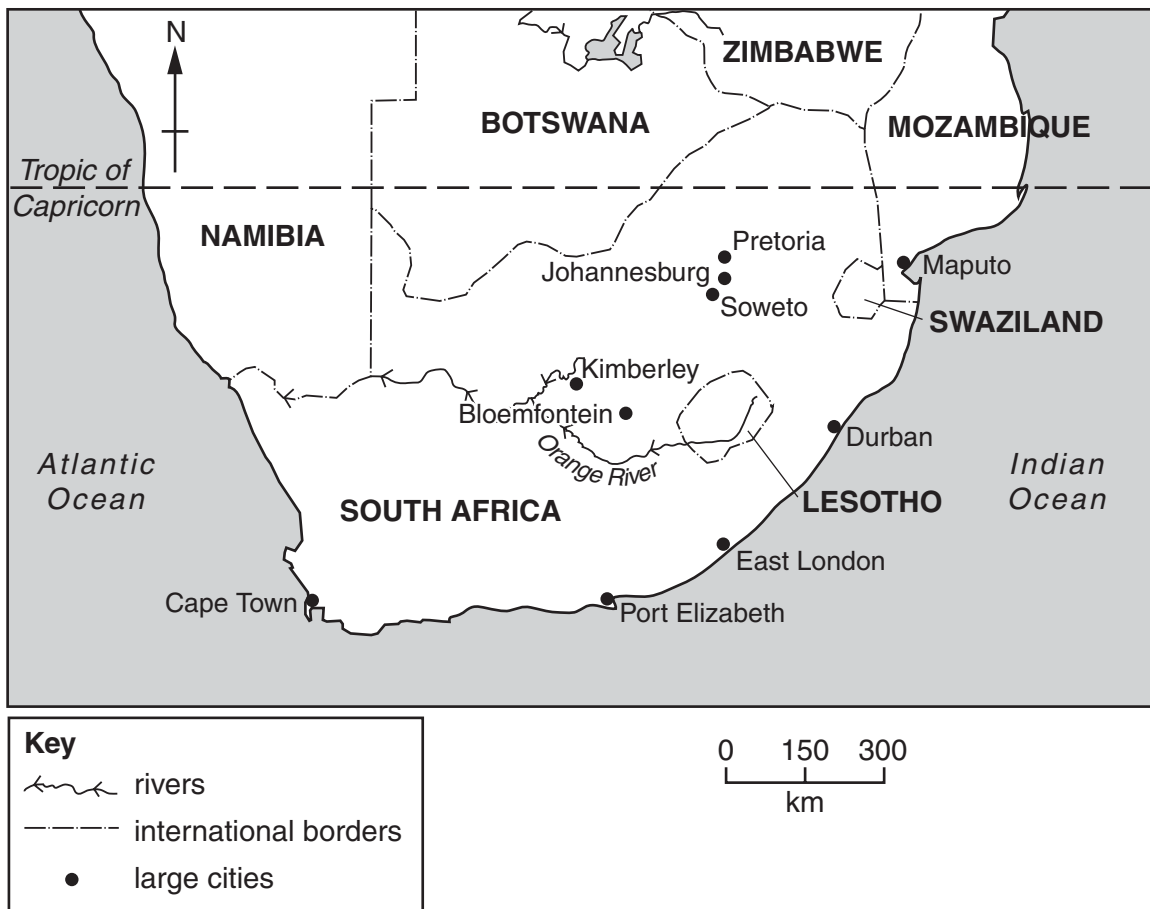 N
ZIMBABWE
BOTSWANA
MOZAMBIQUE
Tropic of
Capricorn
NAMIBIA
Pretoria
Johannesburg
Maputo
Soweto
SWAZILAND
Kimberley
Bloemfontein
Durban
Orange River
Atlantic
Ocean
Indian
Ocean
SOUTH AFRICA
LESOTHO
East London
Cape Town
Port Elizabeth
Key
rivers
international borders
large cities
0 150 300
km